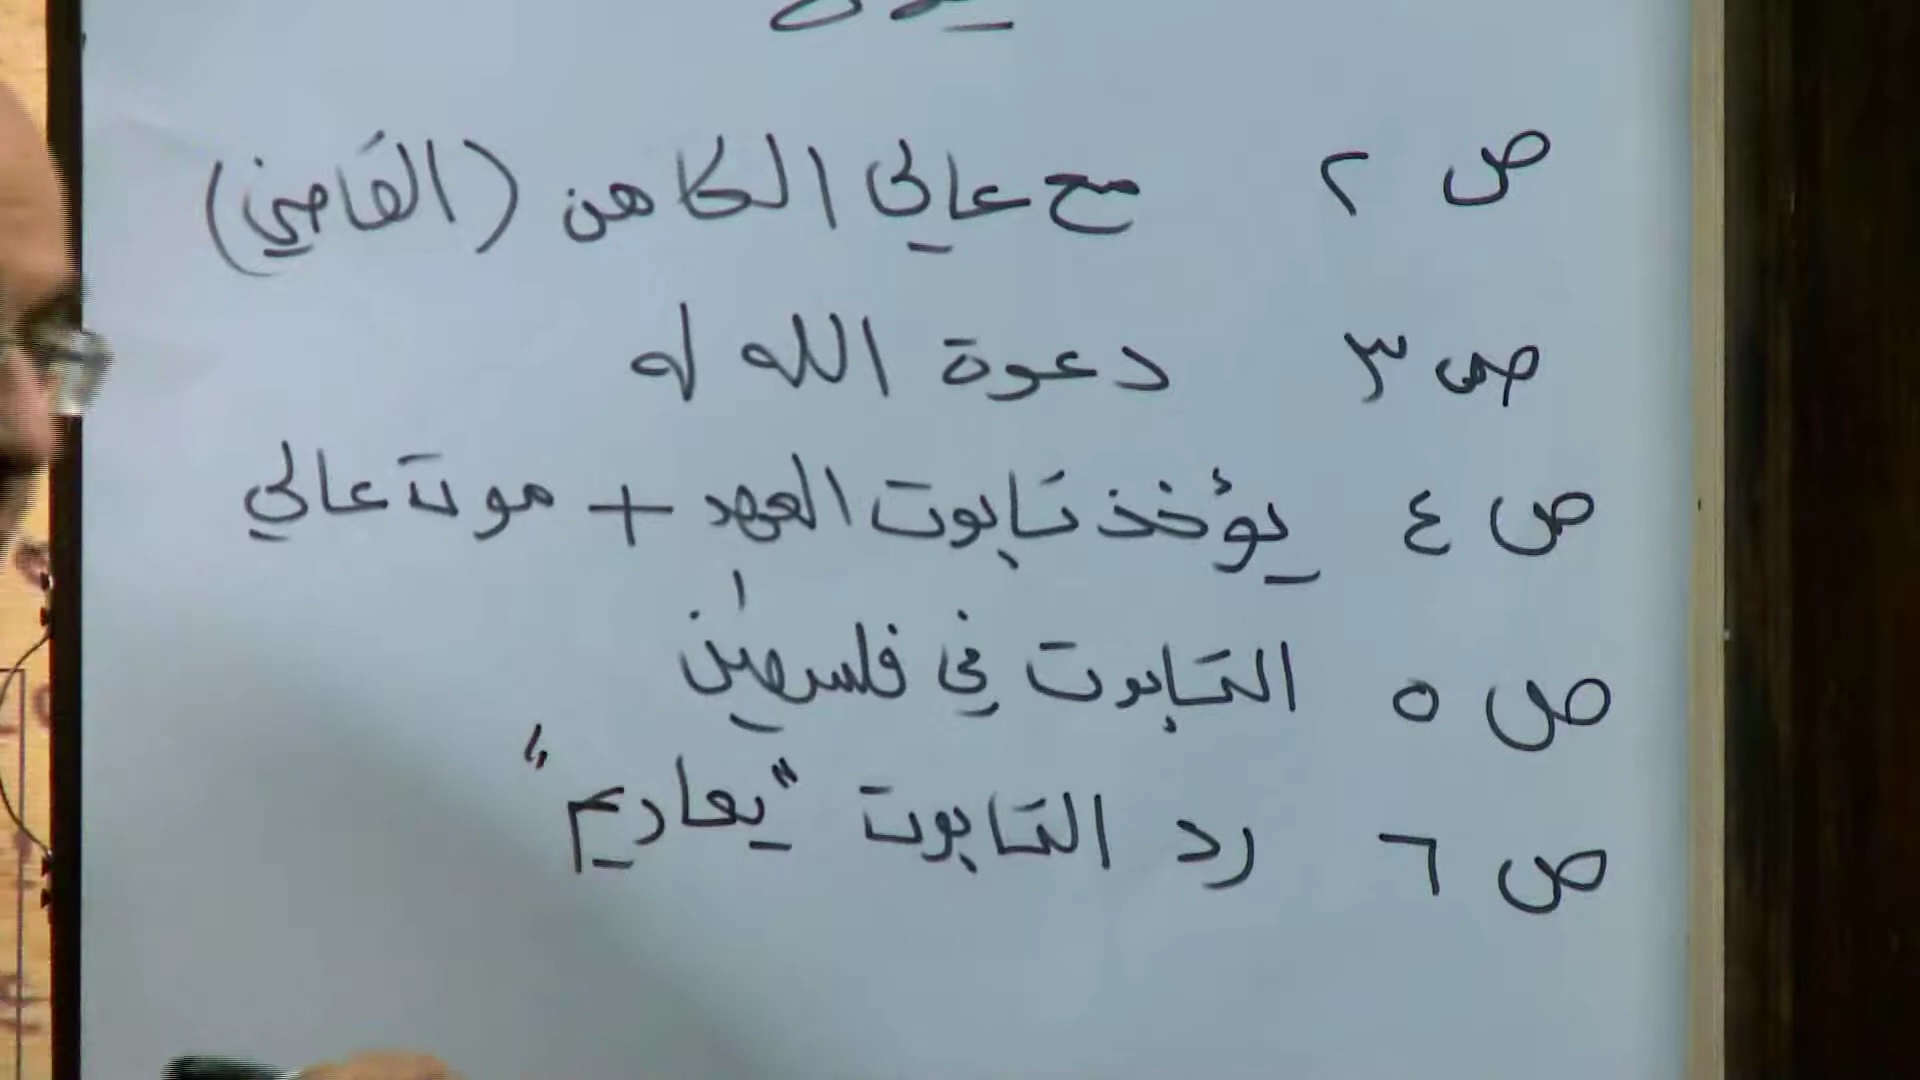 ص ٢ مع عالى الكاهن (القاضي)
ص ٣ دعوة الله له
ص ٤ يؤخذ تابوت العهد + موت عالي
ص ٥ التابوت في فلسطين
ص ٦ رد التابوت "يعاريم"